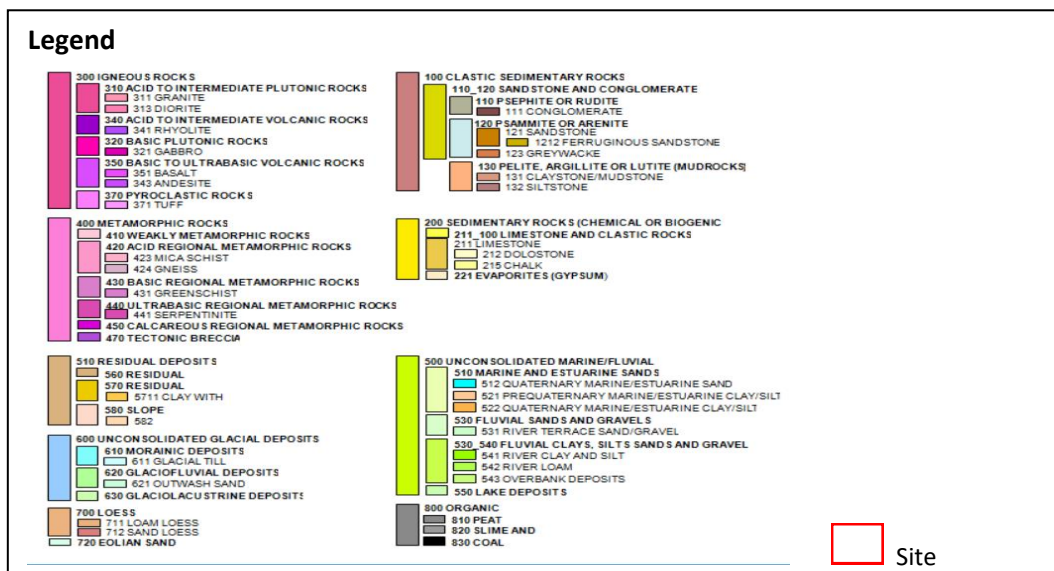 Legend
300 IGNEOUS ROCKS
310 ACID TO INTERMEDIATE PLUTONIC ROCKS
311 GRANITE
313 DIORITE
340 ACID TO INTERMEDIATE VOLCANIC ROCKS
341 RHYOLITE
320 BASIC PLUTONIC ROCKS
321 GABBRO
350 BASIC TO ULTRABASIC VOLCANIC ROCKS
351 BASALT
343 ANDESITE
370 PYROCLASTIC ROCKS
371 TUFF
400 METAMORPHIC ROCKS
410 WEAKLY METAMORPHIC ROCKS
420 ACID REGIONAL METAMORPHIC ROCKS
423 MICA SCHIST
424 GNEISS
430 BASIC REGIONAL METAMORPHIC ROCKS
431 GREENSCHIST
440 ULTRABASIC REGIONAL METAMORPHIC ROCKS
441 SERPENTINITE
450 CALCAREOUS REGIONAL METAMORPHIC ROCKS
470 TECTONIC BRECCIA
510 RESIDUAL DEPOSITS
560 RESIDUAL
570 RESIDUAL
5711 CLAY WITH
580 SLOPE
582
600 UNCONSOLIDATED GLACIAL DEPOSITS
610 MORAINIC DEPOSITS
611 GLACIAL TILL
620 GLACIOFLUVIAL DEPOSITS
621 OUTWASH SAND
630 GLACIOLACUSTRINE DEPOSITS
700 LOESS
711 LOAM LOESS
712 SAND LOESS
720 EOLIAN SAND
100 CLASTIC SEDIMENTARY ROCKS
110_120 SANDSTONE AND CONGLOMERATE
110 PSEPHITE OR RUDITE
111 CONGLOMERATE
120 PSAMMITE OR ARENITE
121 SANDSTONE
1212 FERRUGINOUS SANDSTONE
123 GREYWACKE
130 PELITE, ARGILLITE OR LUTITE (MUDROCKS)
131 CLAYSTONE/MUDSTONE
132 SILTSTONE
200 SEDIMENTARY ROCKS (CHEMICAL OR BIOGENIC
211_100 LIMESTONE AND CLASTIC ROCKS
211 LIMESTONE
212 DOLOSTONE
215 CHALK
221 EVAPORITES (GYPSUM)
500 UNCONSOLIDATED MARINE/FLUVIAL
510 MARINE AND ESTUARINE SANDS
512 QUATERNARY MARINE/ESTUARINE SAND
521 PREQUATERNARY MARINE/ESTUARINE CLAY/SILT
522 QUATERNARY MARINE/ESTUARINE CLAY/SILT
530 FLUVIAL SANDS AND GRAVELS
531 RIVER TERRACE SAND/GRAVEL
530_540 FLUVIAL CLAYS, SILTS SANDS AND GRAVEL
541 RIVER CLAY AND SILT
542 RIVER LOAM
543 OVERBANK DEPOSITS
550 LAKE DEPOSITS
800 ORGANIC
810 PEAT
820 SLIME AND
830 COAL
Site